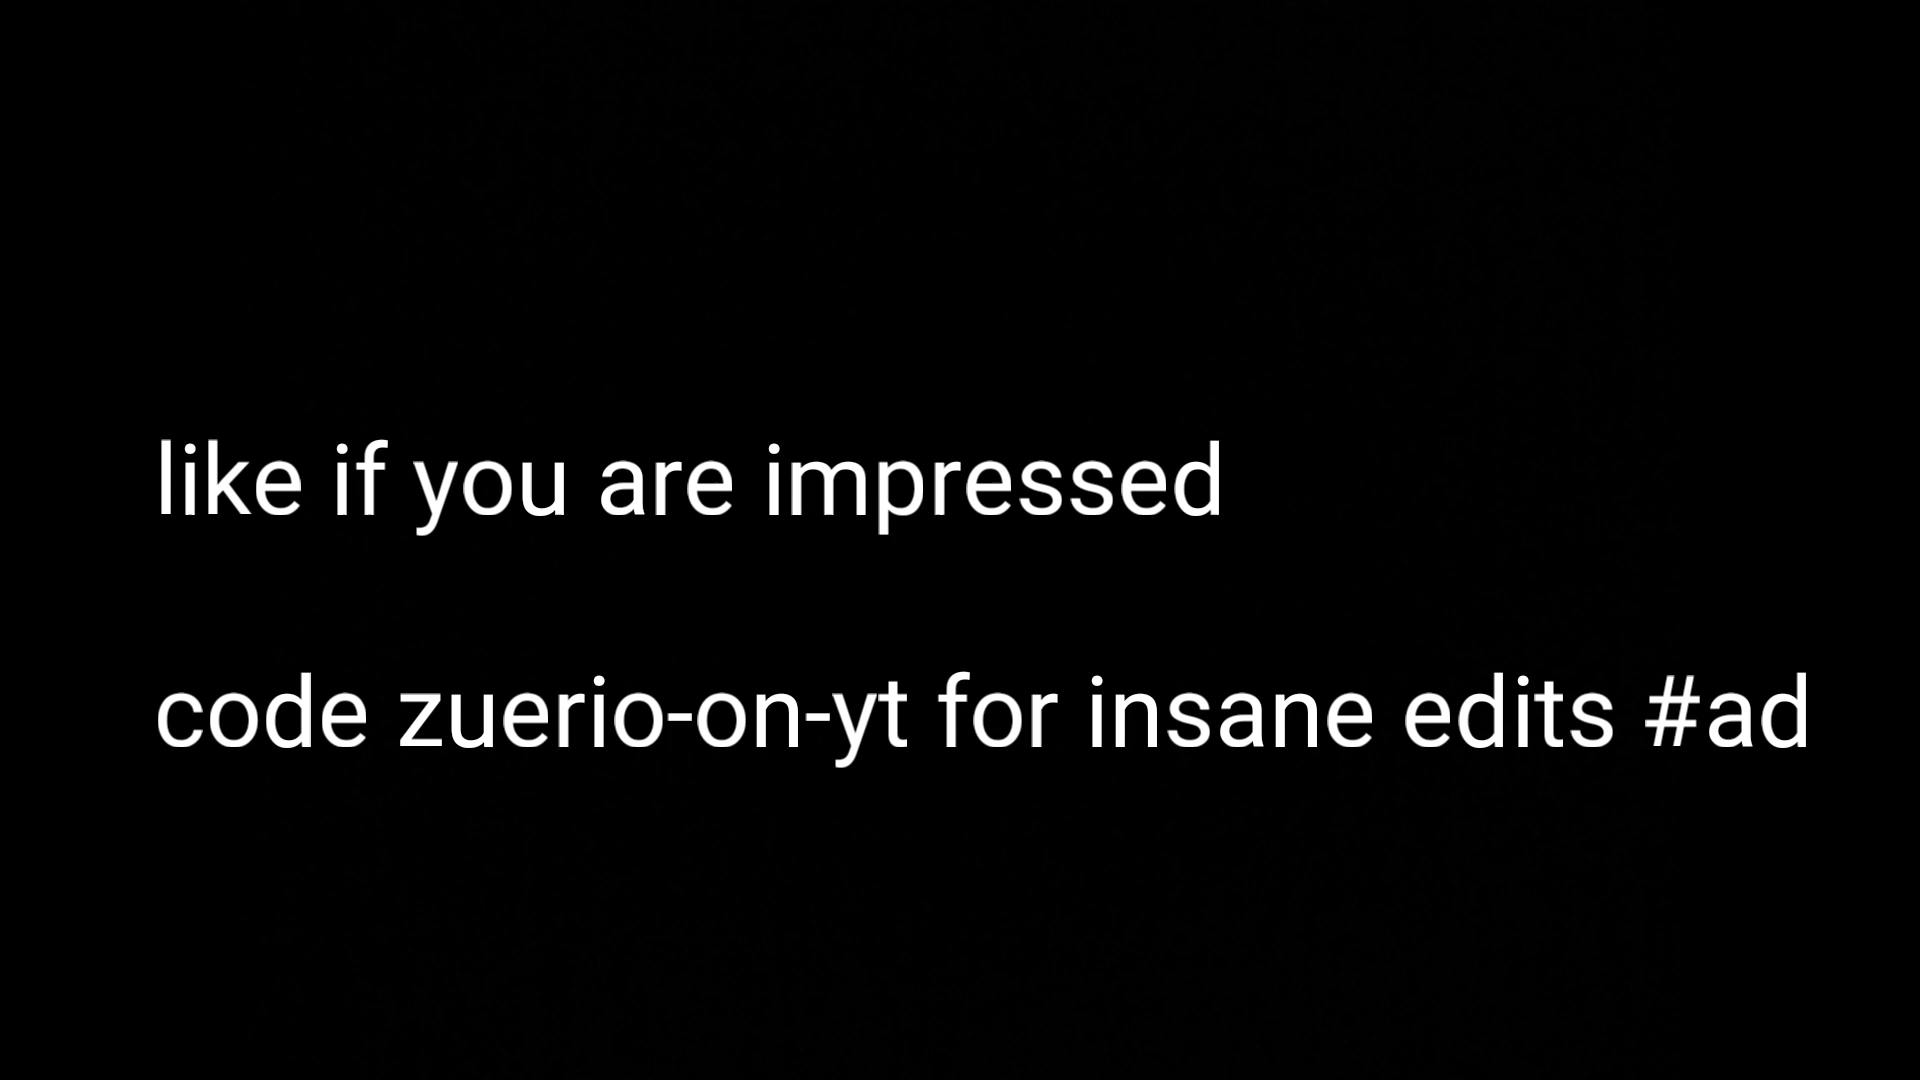 like if you are impressed
code zuerio-on-yt for insane edits #ad